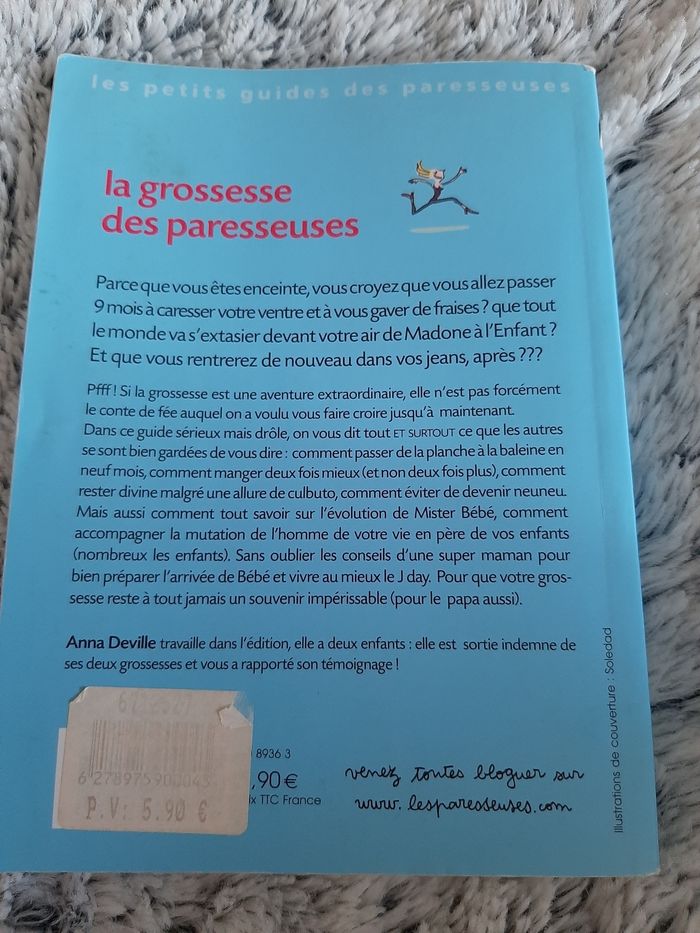 les petits guides des paresseuses
la grossesse
des paresseuses
Parce que vous êtes enceinte, vous croyez que vous allez passer
9 mois à caresser votre ventre et à vous gaver de fraises ? que tout
le monde va s'extasier devant votre air de Madone à l'Enfant ?
Et que vous rentrerez de nouveau dans vos jeans, après ???
Pfff ! Si la grossesse est une aventure extraordinaire, elle n'est pas forcément
le conte de fée auquel on a voulu vous faire croire jusqu'à maintenant.
Dans ce guide sérieux mais drôle, on vous dit tout ET SURTOUT ce que les autres
se sont bien gardées de vous dire : comment passer de la planche à la baleine en
neuf mois, comment manger deux fois mieux (et non deux fois plus), comment
rester divine malgré une allure de culbuto, comment éviter de devenir neuneu.
Mais aussi comment tout savoir sur l'évolution de Mister Bébé, comment
accompagner la mutation de l'homme de votre vie en père de vos enfants
(nombreux les enfants). Sans oublier les conseils d'une super maman pour
bien préparer l'arrivée de Bébé et vivre au mieux le J day. Pour que votre gros-
sesse reste à tout jamais un souvenir impérissable (pour le papa aussi).
Anna Deville travaille dans l'édition, elle a deux enfants : elle est sortie indemne de
ses deux grossesses et vous a rapporté son témoignage !
8936 3
,90 €
x TTC France
P.V: 5.90 €
venez toutes bloguer sur
www.lesparesseuses.com
Illustrations de couverture : Soledad